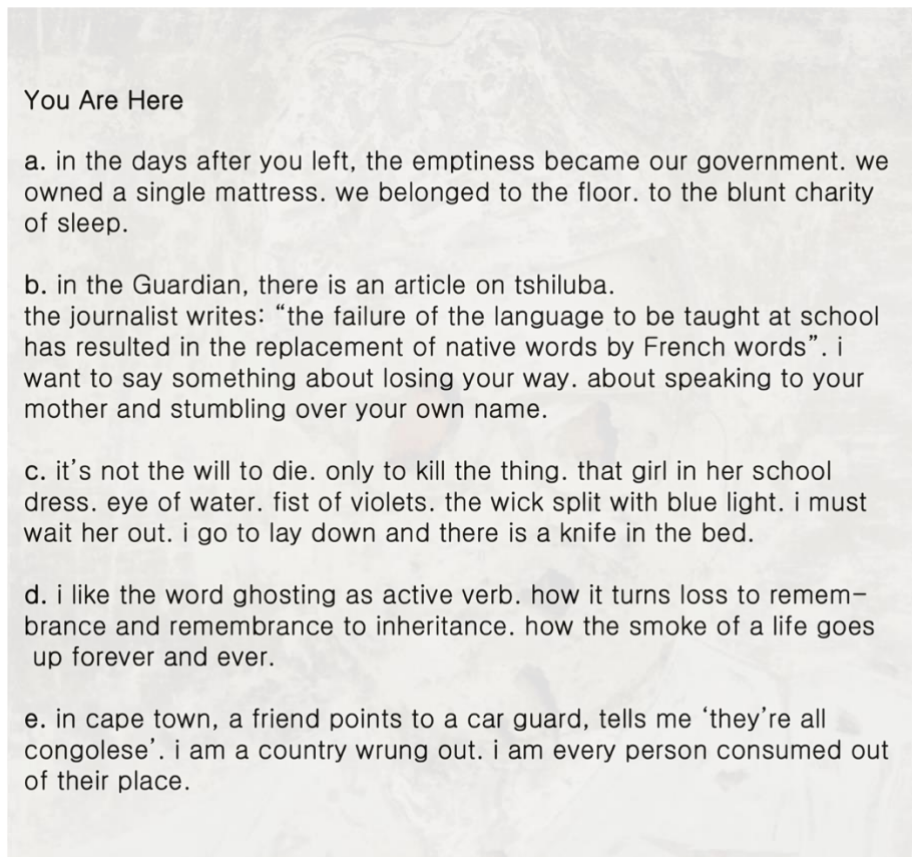 You Are Here
a. in the days after you left, the emptiness became our government. we
owned a single mattress. we belonged to the floor. to the blunt charity
of sleep.
b. in the Guardian, there is an article on tshiluba.
the journalist writes: “the failure of the language to be taught at school
has resulted in the replacement of native words by French words”. i
want to say something about losing your way. about speaking to your
mother and stumbling over your own name.
c. it’s not the will to die. only to kill the thing. that girl in her school
dress. eye of water. fist of violets. the wick split with blue light. i must
wait her out. i go to lay down and there is a knife in the bed.
d. i like the word ghosting as active verb. how it turns loss to remem-
brance and remembrance to inheritance. how the smoke of a life goes
up forever and ever.
e. in cape town, a friend points to a car guard, tells me ‘they’re all
congolese’. i am a country wrung out. i am every person consumed out
of their place.